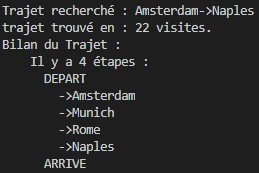 Trajet recherché : Amsterdam->Naples
trajet trouvé en : 22 visites.
Bilan du Trajet :
Il y a 4 étapes :
DEPART
->Amsterdam
->Munich
->Rome
->Naples
ARRIVE